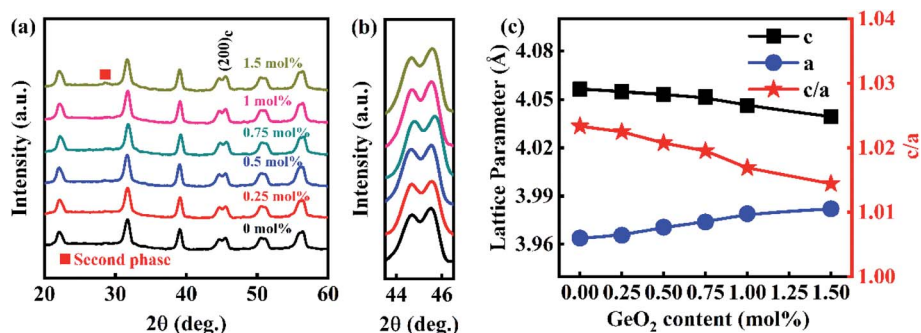 (a)
Intensity (a.u.)
(200)c
1.5 mol%
1 mol%
0.75 mol%
0.5 mol%
0.25 mol%
0 mol%
Second phase
20 30 40 50 60
2θ (deg.)
(b)
Intensity (a.u.)
44 46
2θ (deg.)
(c)
Lattice Parameter (Å)
4.08
4.05
4.02
3.99
3.96
c
a
c/a
1.04
1.03
1.02
1.01
1.00
c/a
0.00 0.25 0.50 0.75 1.00 1.25 1.50
GeO₂ content (mol%)